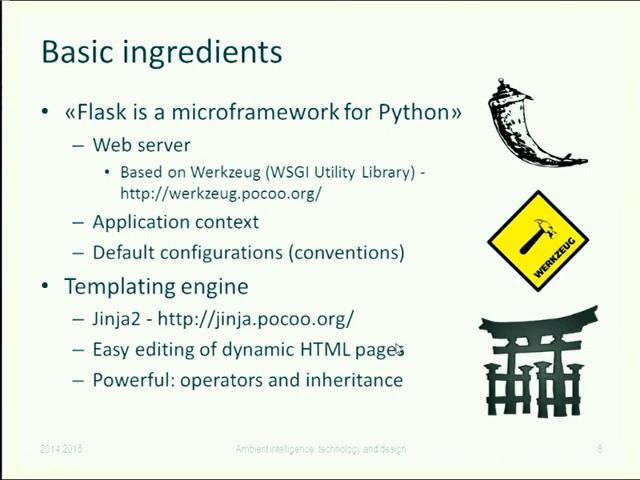 Basic ingredients
• «Flask is a microframework for Python»
– Web server
• Based on Werkzeug (WSGI Utility Library) -
http://werkzeug.pocoo.org/
– Application context
– Default configurations (conventions)
WERKZEUG
• Templating engine
– Jinja2 - http://jinja.pocoo.org/
– Easy editing of dynamic HTML pages
– Powerful: operators and inheritance
2014 2015 Ambient intelligence: technology and design 6